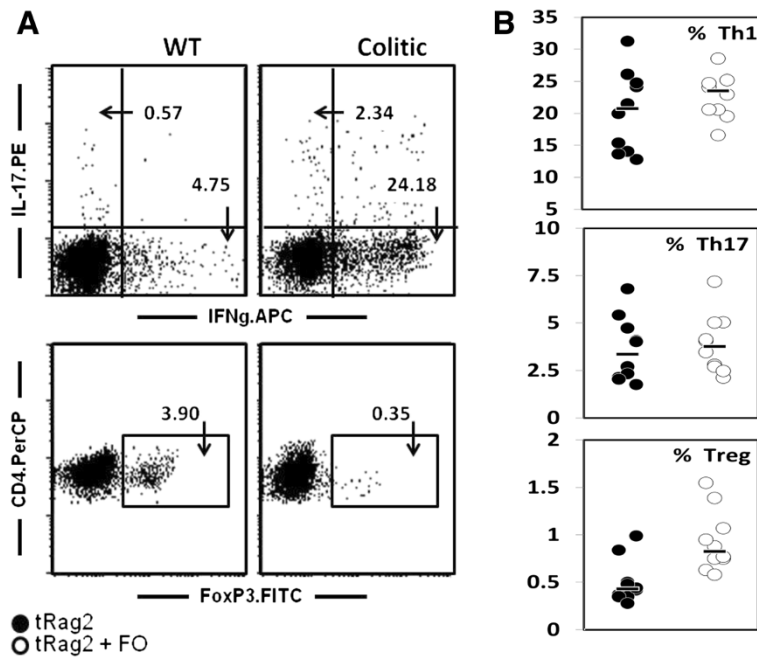 A
WT
Colitic
IL-17.PE
0.57
4.75
2.34
24.18
IFNg.APC
CD4.PerCP
3.90
0.35
FoxP3.FITC
tRag2
tRag2 + FO
B
% Th1
35
30
25
20
15
10
5
% Th17
10
7.5
5
2.5
0
% Treg
2
1.5
1
0.5
0